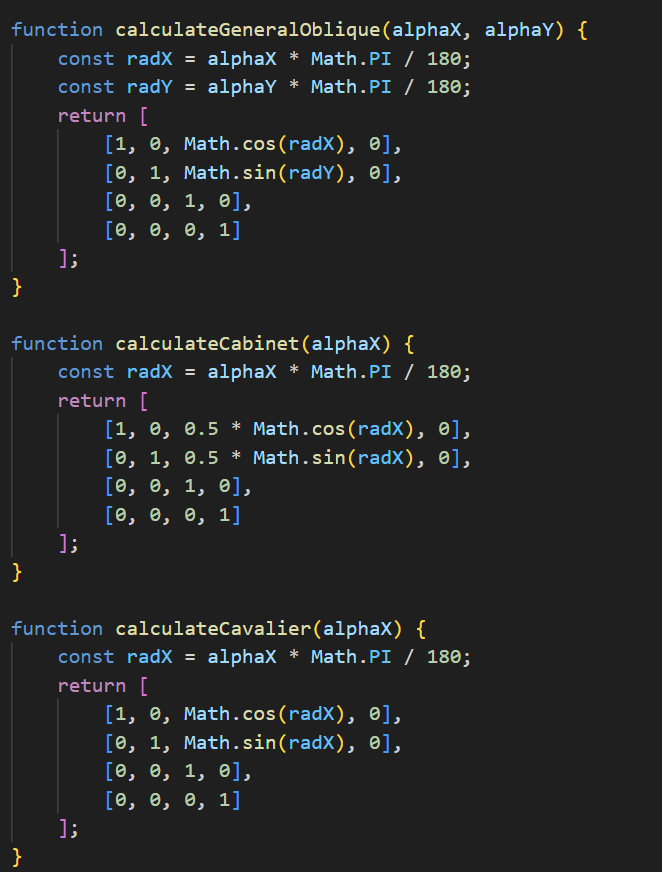 function calculateGeneralOblique(alphaX, alphaY) {
    const radX = alphaX * Math.PI / 180;
    const radY = alphaY * Math.PI / 180;
    return [
        [1, 0, Math.cos(radX), 0],
        [0, 1, Math.sin(radY), 0],
        [0, 0, 1, 0],
        [0, 0, 0, 1]
    ];
}

function calculateCabinet(alphaX) {
    const radX = alphaX * Math.PI / 180;
    return [
        [1, 0, 0.5 * Math.cos(radX), 0],
        [0, 1, 0.5 * Math.sin(radX), 0],
        [0, 0, 1, 0],
        [0, 0, 0, 1]
    ];
}

function calculateCavalier(alphaX) {
    const radX = alphaX * Math.PI / 180;
    return [
        [1, 0, Math.cos(radX), 0],
        [0, 1, Math.sin(radX), 0],
        [0, 0, 1, 0],
        [0, 0, 0, 1]
    ];
}